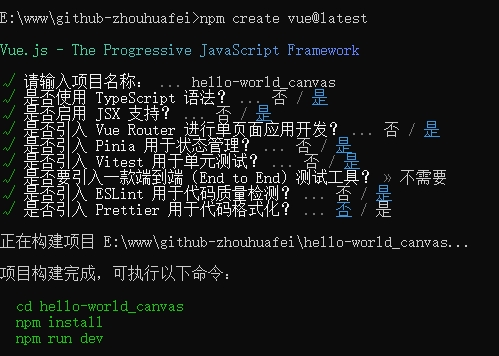 E:\www\github-zhouhuafei>npm create vue@latest
Vue.js - The Progressive JavaScript Framework
√ 请输入项目名称： ... hello-world_canvas
√ 是否使用 TypeScript 语法？ ... 否 / 是
√ 是否启用 JSX 支持？ ... 否 / 是
√ 是否引入 Vue Router 进行单页面应用开发？ ... 否 / 是
√ 是否引入 Pinia 用于状态管理？ ... 否 / 是
√ 是否引入 Vitest 用于单元测试？ ... 否 / 是
√ 是否要引入一款端到端（End to End）测试工具？ » 不需要
√ 是否引入 ESLint 用于代码质量检测？ ... 否 / 是
√ 是否引入 Prettier 用于代码格式化？ ... 否 / 是
正在构建项目 E:\www\github-zhouhuafei\hello-world_canvas...
项目构建完成，可执行以下命令：
cd hello-world_canvas
npm install
npm run dev